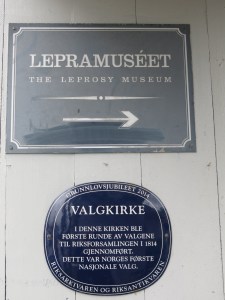 LEPRAMUSÉET
THE LEPROSY MUSEUM
GRUNNLOVSJUBILEET 2014
VALGKIRKE
I DENNE KIRKEN BLE
FØRSTE RUNDE AV VALGENE
TIL RIKSFORSAMLINGEN I 1814
GJENNOMFØRT.
DETTE VAR NORGES FØRSTE
NASJONALE VALG.
RIKSARKIVAREN OG RIKSANTIKVAREN